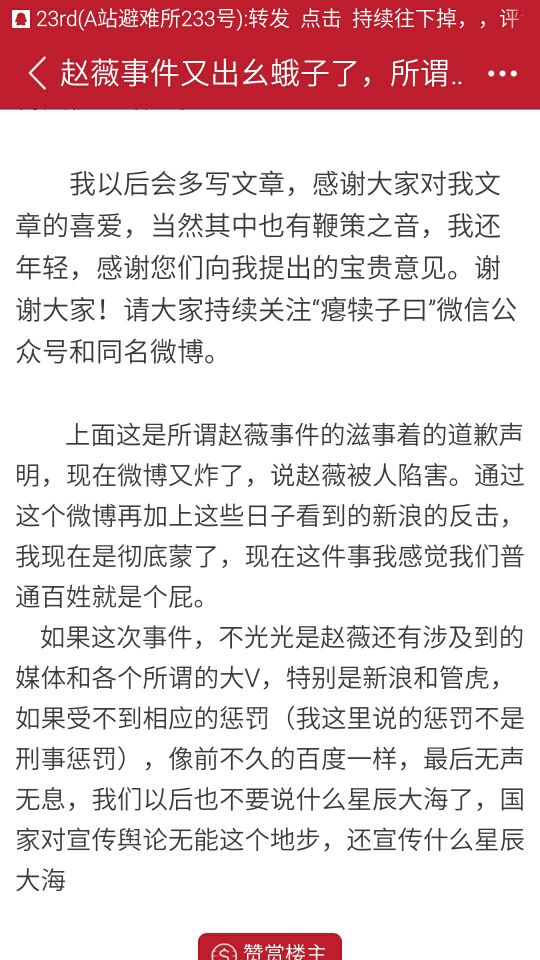 23rd(A站避难所233号):转发 点击 持续往下掉，，评
赵薇事件又出幺蛾子了，所谓..
我以后会多写文章，感谢大家对我文
章的喜爱，当然其中也有鞭策之音，我还
年轻，感谢您们向我提出的宝贵意见。谢
谢大家！请大家持续关注“瘪犊子曰”微信公
众号和同名微博。
上面这是所谓赵薇事件的滋事着的道歉声
明，现在微博又炸了，说赵薇被人陷害。通过
这个微博再加上这些日子看到的新浪的反击，
我现在是彻底蒙了，现在这件事我感觉我们普
通百姓就是个屁。
如果这次事件，不光光是赵薇还有涉及到的
媒体和各个所谓的大V，特别是新浪和管虎，
如果受不到相应的惩罚（我这里说的惩罚不是
刑事惩罚），像前不久的百度一样，最后无声
无息，我们以后也不要说什么星辰大海了，国
家对宣传舆论无能这个地步，还宣传什么星辰
大海
赞赏楼主